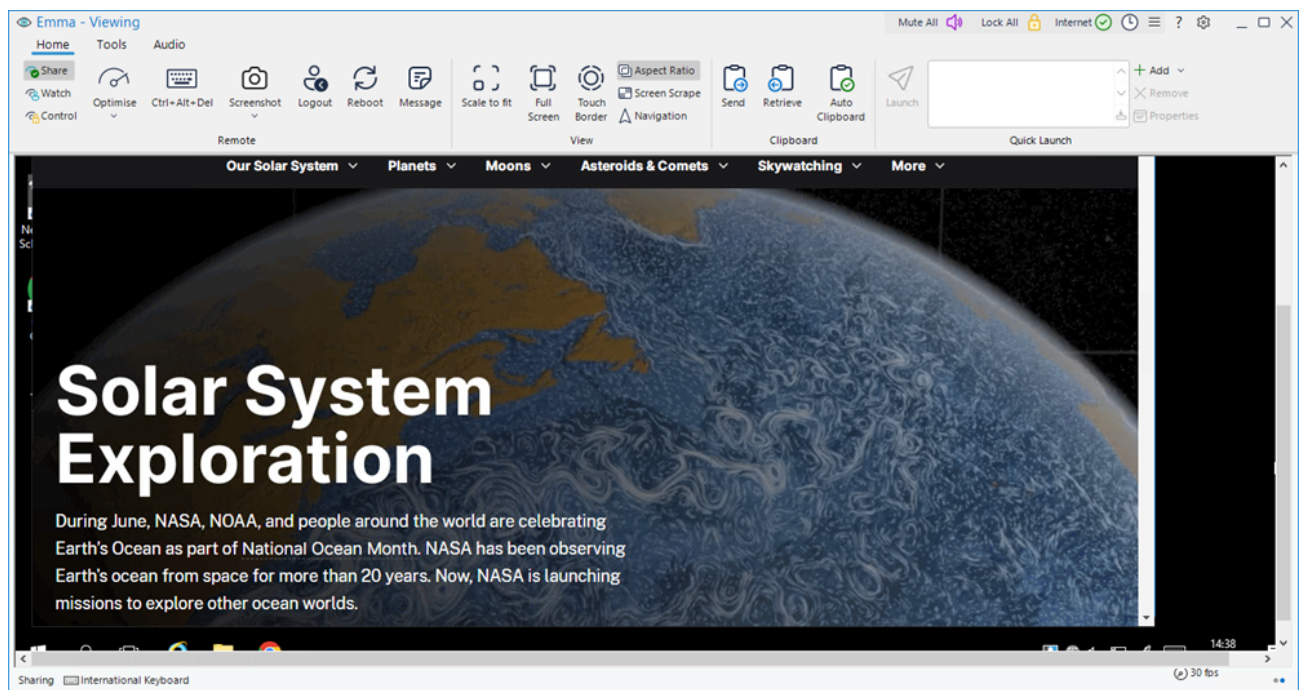 Emma - Viewing
Mute All Lock All Internet ?
Home Tools Audio
Share
Watch
Control
Optimise Ctrl+Alt+Del Screenshot Logout Reboot Message
Remote
Scale to fit Full Screen Touch Border
Aspect Ratio
Screen Scrape
Navigation
View
Send Retrieve Auto Clipboard
Clipboard
Launch
Add
Remove
Properties
Quick Launch
Our Solar System Planets Moons Asteroids & Comets Skywatching More
Solar System
Exploration
During June, NASA, NOAA, and people around the world are celebrating
Earth's Ocean as part of National Ocean Month. NASA has been observing
Earth's ocean from space for more than 20 years. Now, NASA is launching
missions to explore other ocean worlds.
14:38
Sharing International Keyboard 30 fps